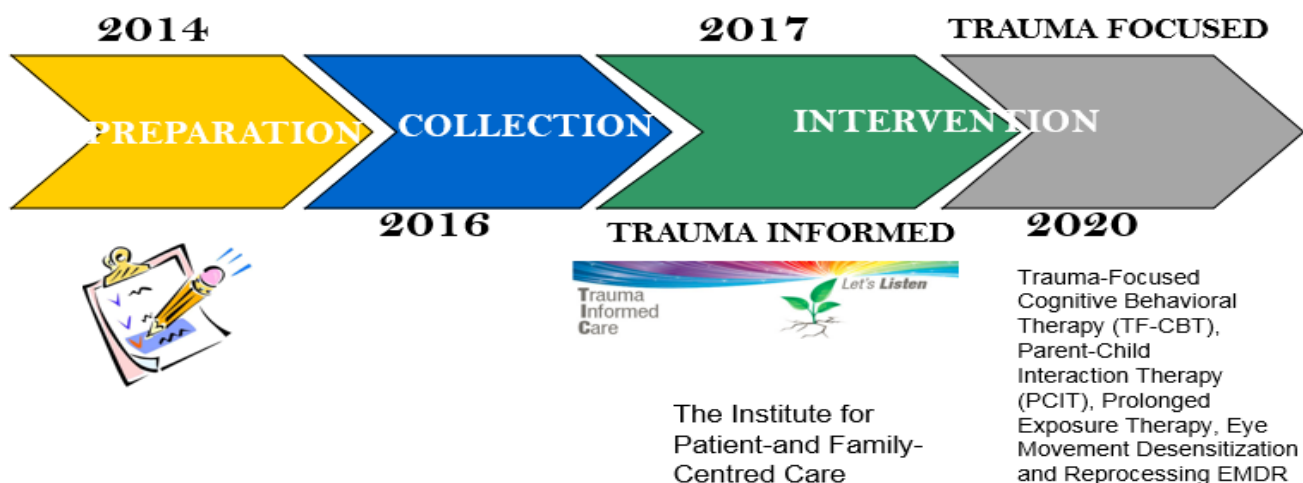 2014
2017
TRAUMA FOCUSED
PREPARATION
COLLECTION
INTERVENTION
2016
TRAUMA INFORMED
2020
Let's Listen
Trauma
Informed
Care
The Institute for
Patient-and Family-
Centred Care
Trauma-Focused
Cognitive Behavioral
Therapy (TF-CBT),
Parent-Child
Interaction Therapy
(PCIT), Prolonged
Exposure Therapy, Eye
Movement Desensitization
and Reprocessing EMDR